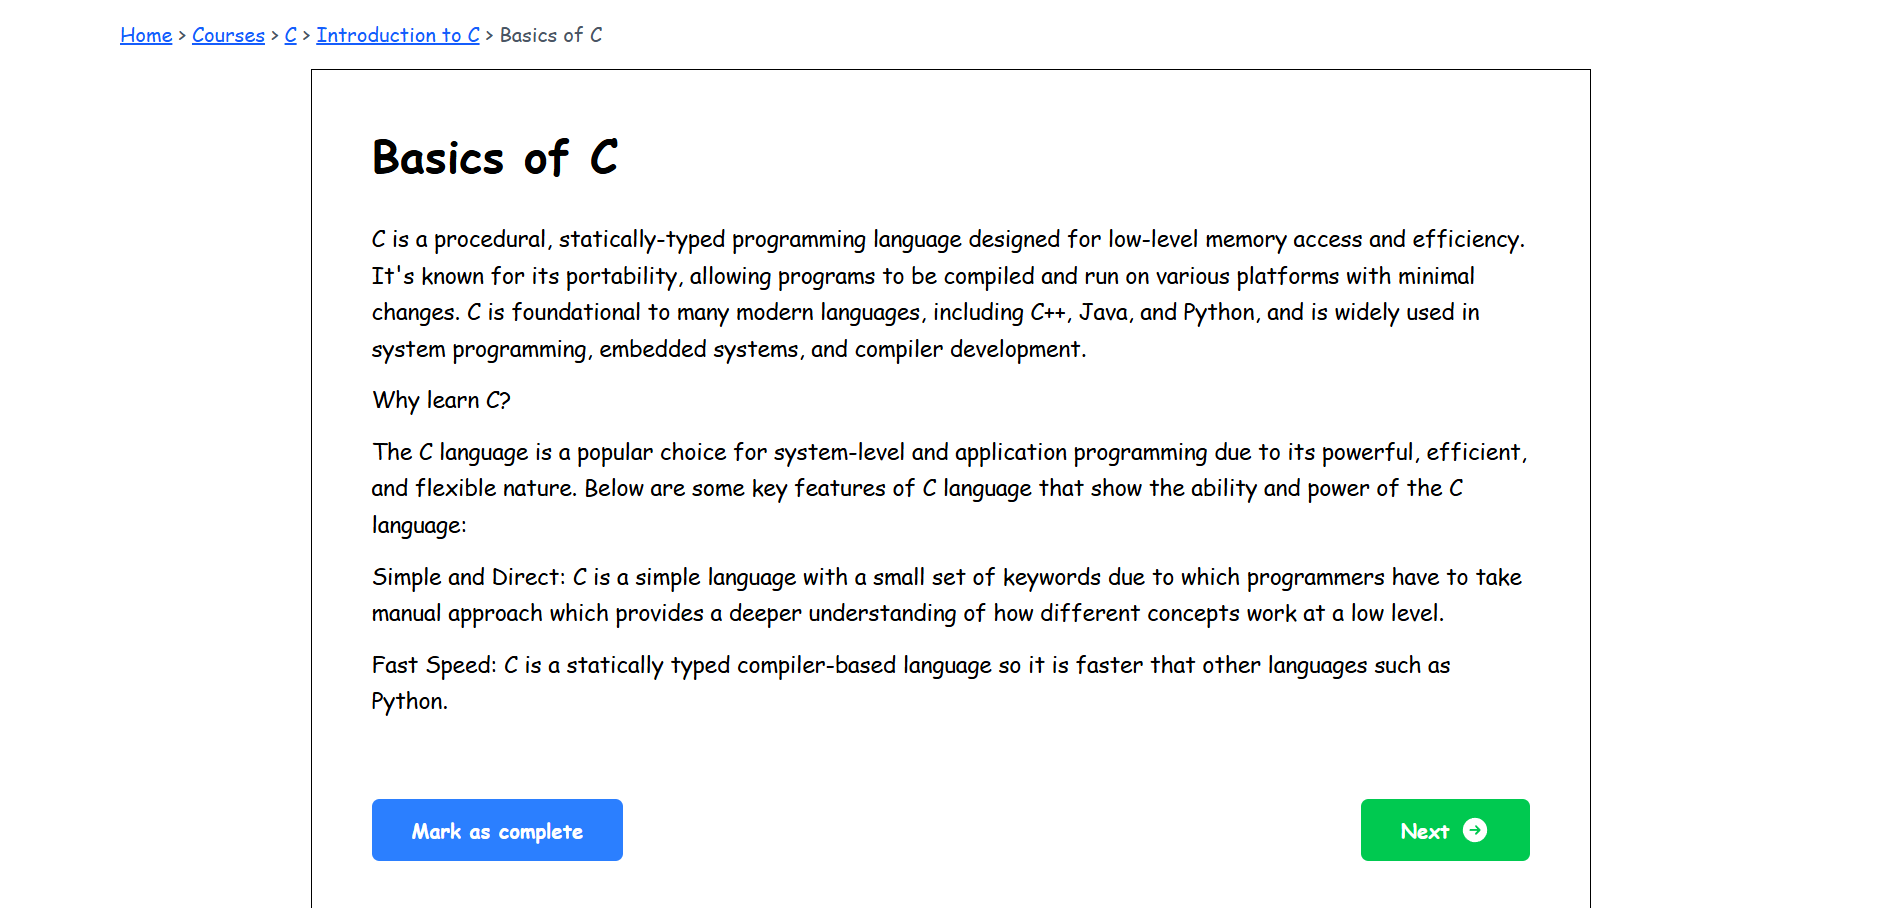 Home > Courses > C > Introduction to C > Basics of C
Basics of C
C is a procedural, statically-typed programming language designed for low-level memory access and efficiency.
It's known for its portability, allowing programs to be compiled and run on various platforms with minimal
changes. C is foundational to many modern languages, including C++, Java, and Python, and is widely used in
system programming, embedded systems, and compiler development.
Why learn C?
The C language is a popular choice for system-level and application programming due to its powerful, efficient,
and flexible nature. Below are some key features of C language that show the ability and power of the C
language:
Simple and Direct: C is a simple language with a small set of keywords due to which programmers have to take
manual approach which provides a deeper understanding of how different concepts work at a low level.
Fast Speed: C is a statically typed compiler-based language so it is faster that other languages such as
Python.
Mark as complete
Next